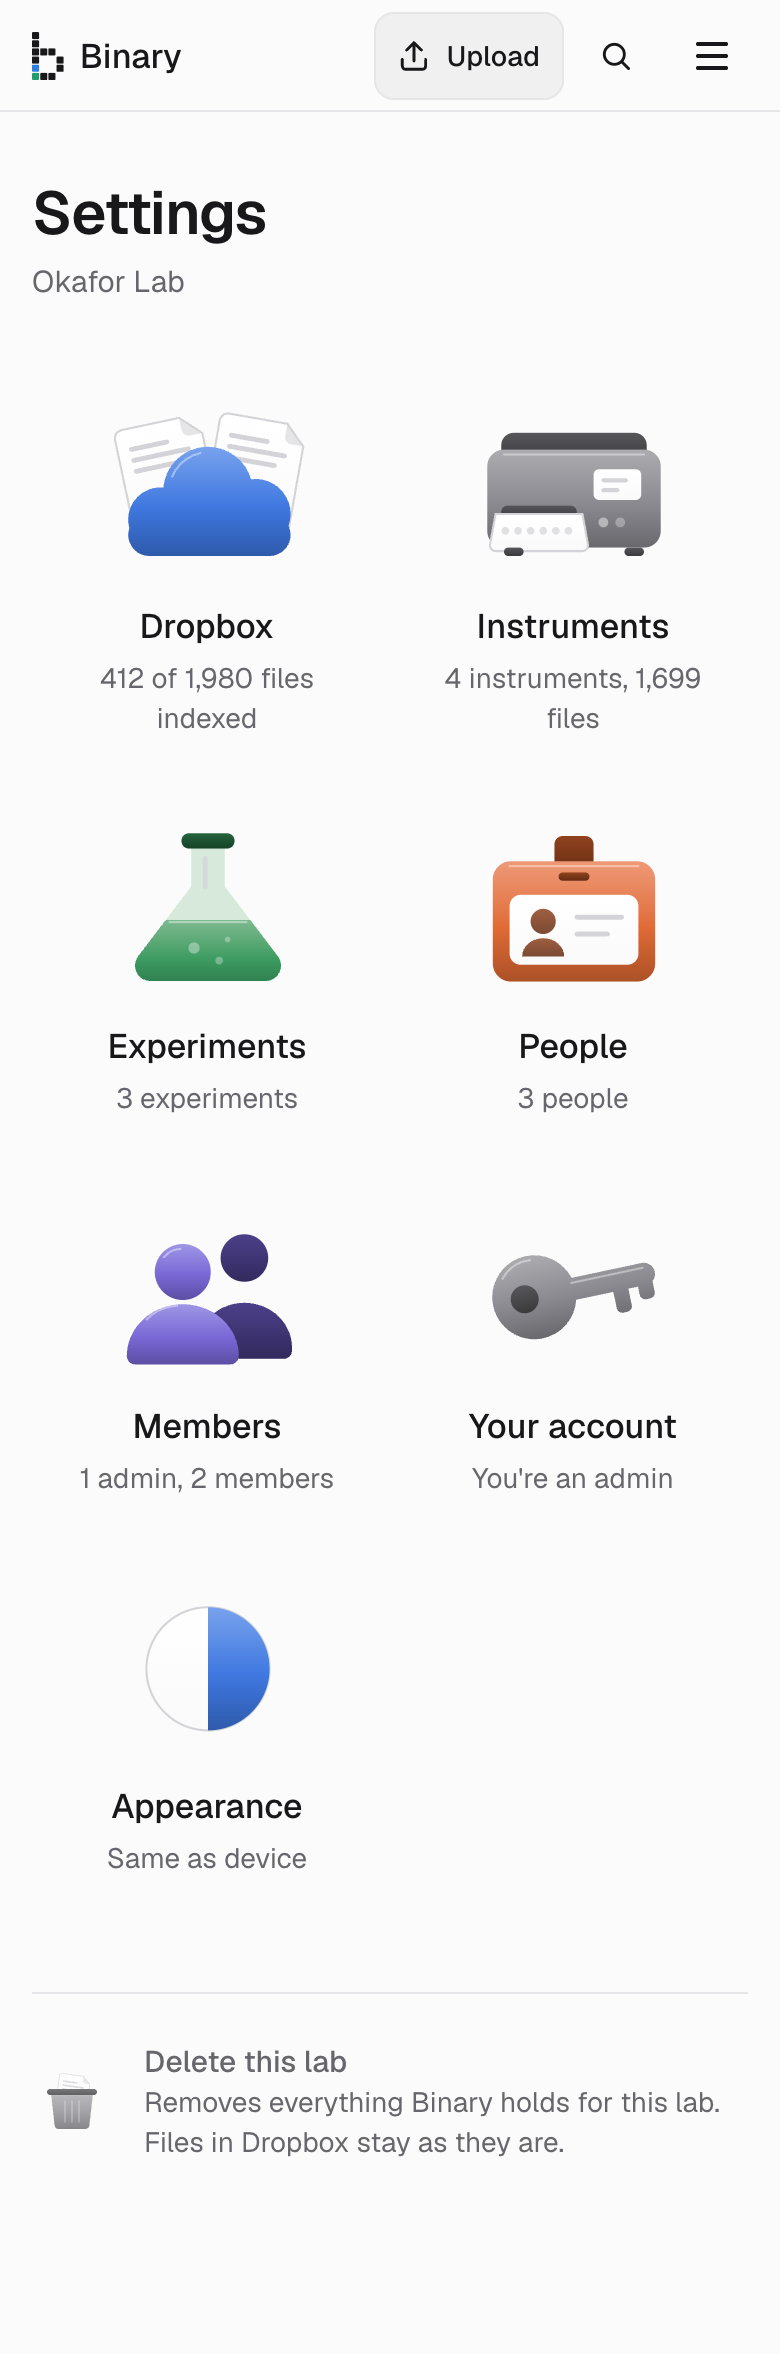 Binary
Upload
Settings
Okafor Lab
Dropbox
412 of 1,980 files
indexed
Instruments
4 instruments, 1,699
files
Experiments
3 experiments
People
3 people
Members
1 admin, 2 members
Your account
You're an admin
Appearance
Same as device
Delete this lab
Removes everything Binary holds for this lab.
Files in Dropbox stay as they are.